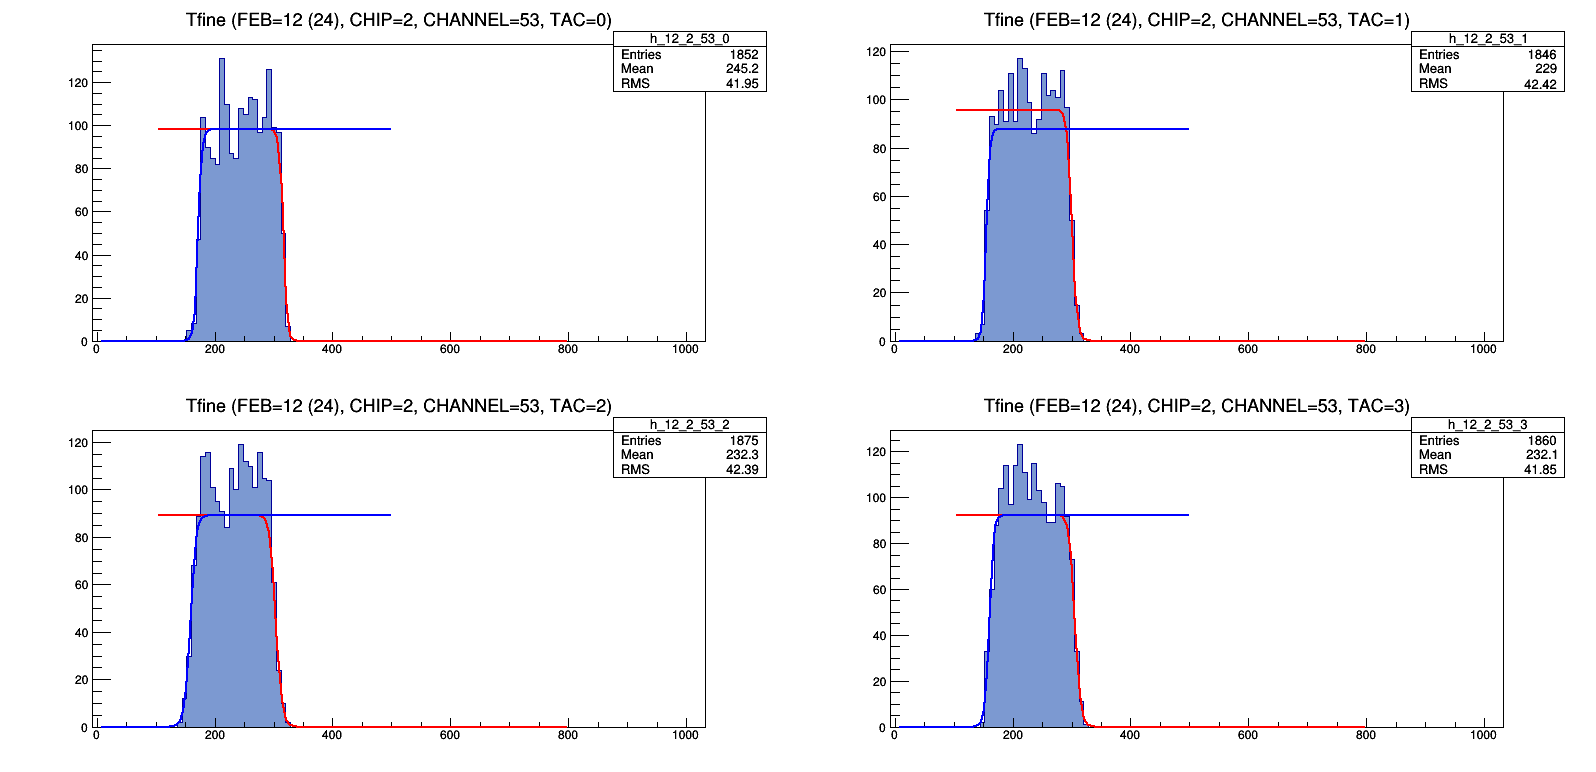 Tfine (FEB=12 (24), CHIP=2, CHANNEL=53, TAC=0)
h_12_2_53_0
Entries 1852
Mean 245.2
RMS 41.95
120
100
80
60
40
20
0
0 200 400 600 800 1000
Tfine (FEB=12 (24), CHIP=2, CHANNEL=53, TAC=1)
h_12_2_53_1
Entries 1846
Mean 229
RMS 42.42
120
100
80
60
40
20
0
0 200 400 600 800 1000
Tfine (FEB=12 (24), CHIP=2, CHANNEL=53, TAC=2)
h_12_2_53_2
Entries 1875
Mean 232.3
RMS 42.39
120
100
80
60
40
20
0
0 200 400 600 800 1000
Tfine (FEB=12 (24), CHIP=2, CHANNEL=53, TAC=3)
h_12_2_53_3
Entries 1860
Mean 232.1
RMS 41.85
120
100
80
60
40
20
0
0 200 400 600 800 1000